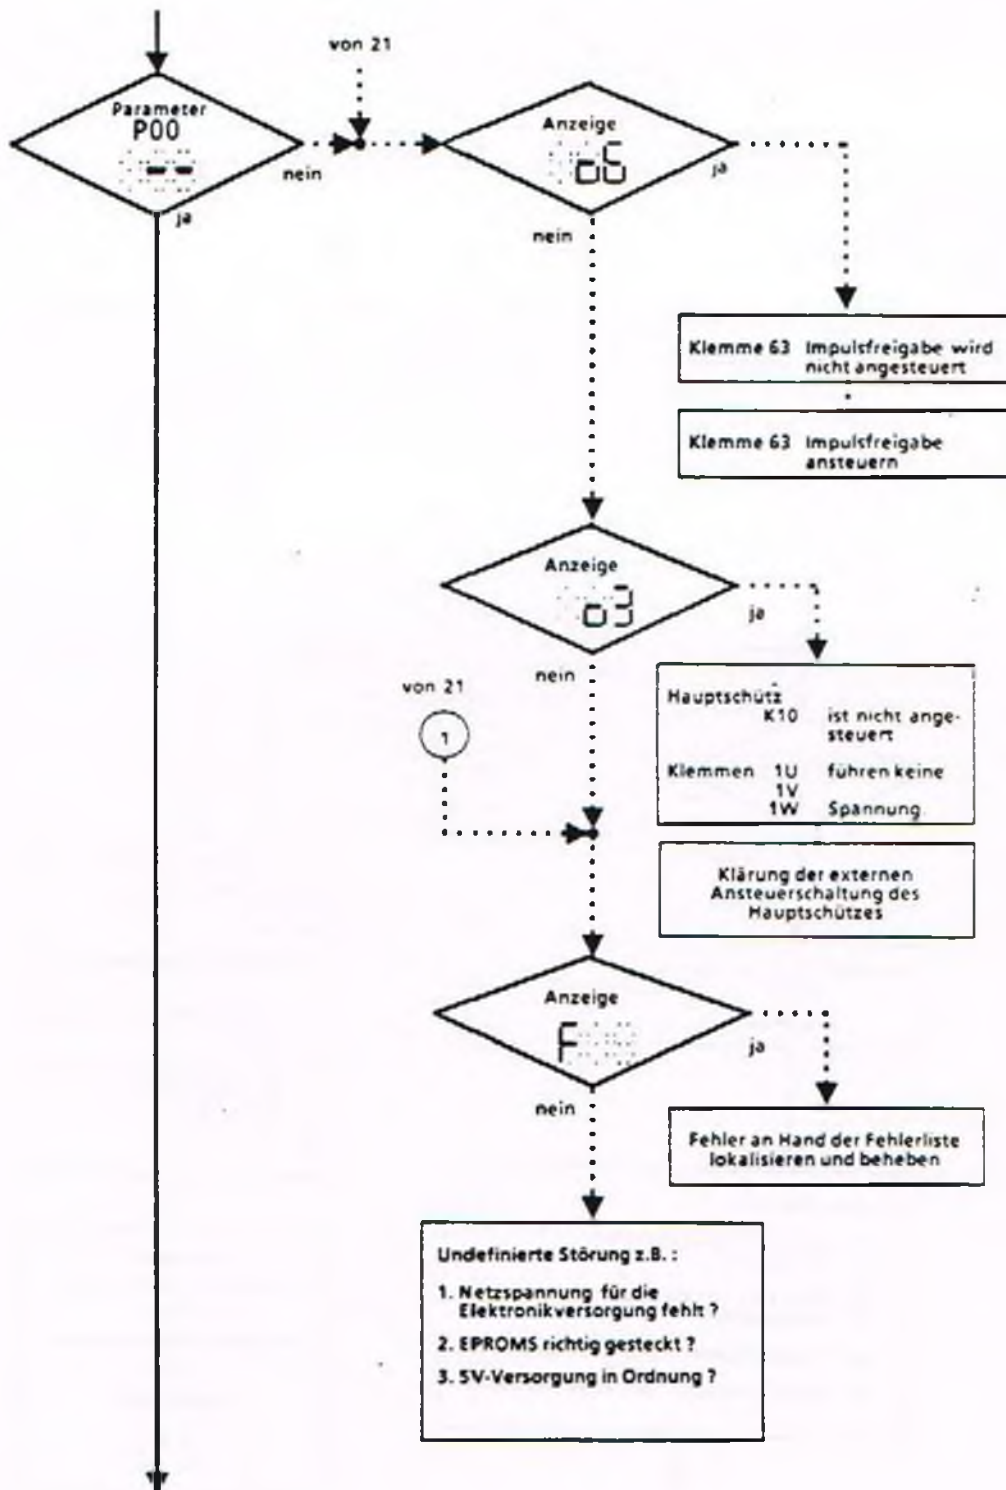 von 21
Parameter
P00
--
nein
ja
Anzeige
o6
ja
nein
Klemme 63 Impulsfreigabe wird
nicht angesteuert
Klemme 63 Impulsfreigabe
ansteuern
Anzeige
o3
ja
nein
von 21
1
Hauptschütz
K10 ist nicht ange-
steuert
Klemmen 1U führen keine
1V
1W Spannung
Klärung der externen
Ansteuerschaltung des
Hauptschützes
Anzeige
F
ja
nein
Fehler an Hand der Fehlerliste
lokalisieren und beheben
Undefinierte Störung z.B. :
1. Netzspannung für die
Elektronikversorgung fehlt ?
2. EPROMS richtig gesteckt ?
3. 5V-Versorgung in Ordnung ?